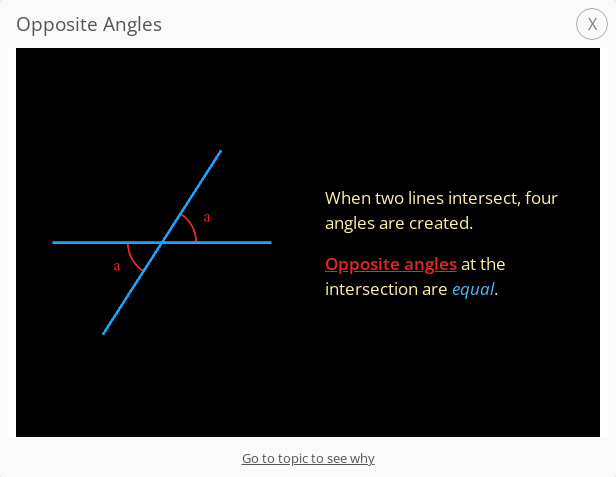 Opposite Angles
X
a
a
When two lines intersect, four
angles are created.
Opposite angles at the
intersection are equal.
Go to topic to see why